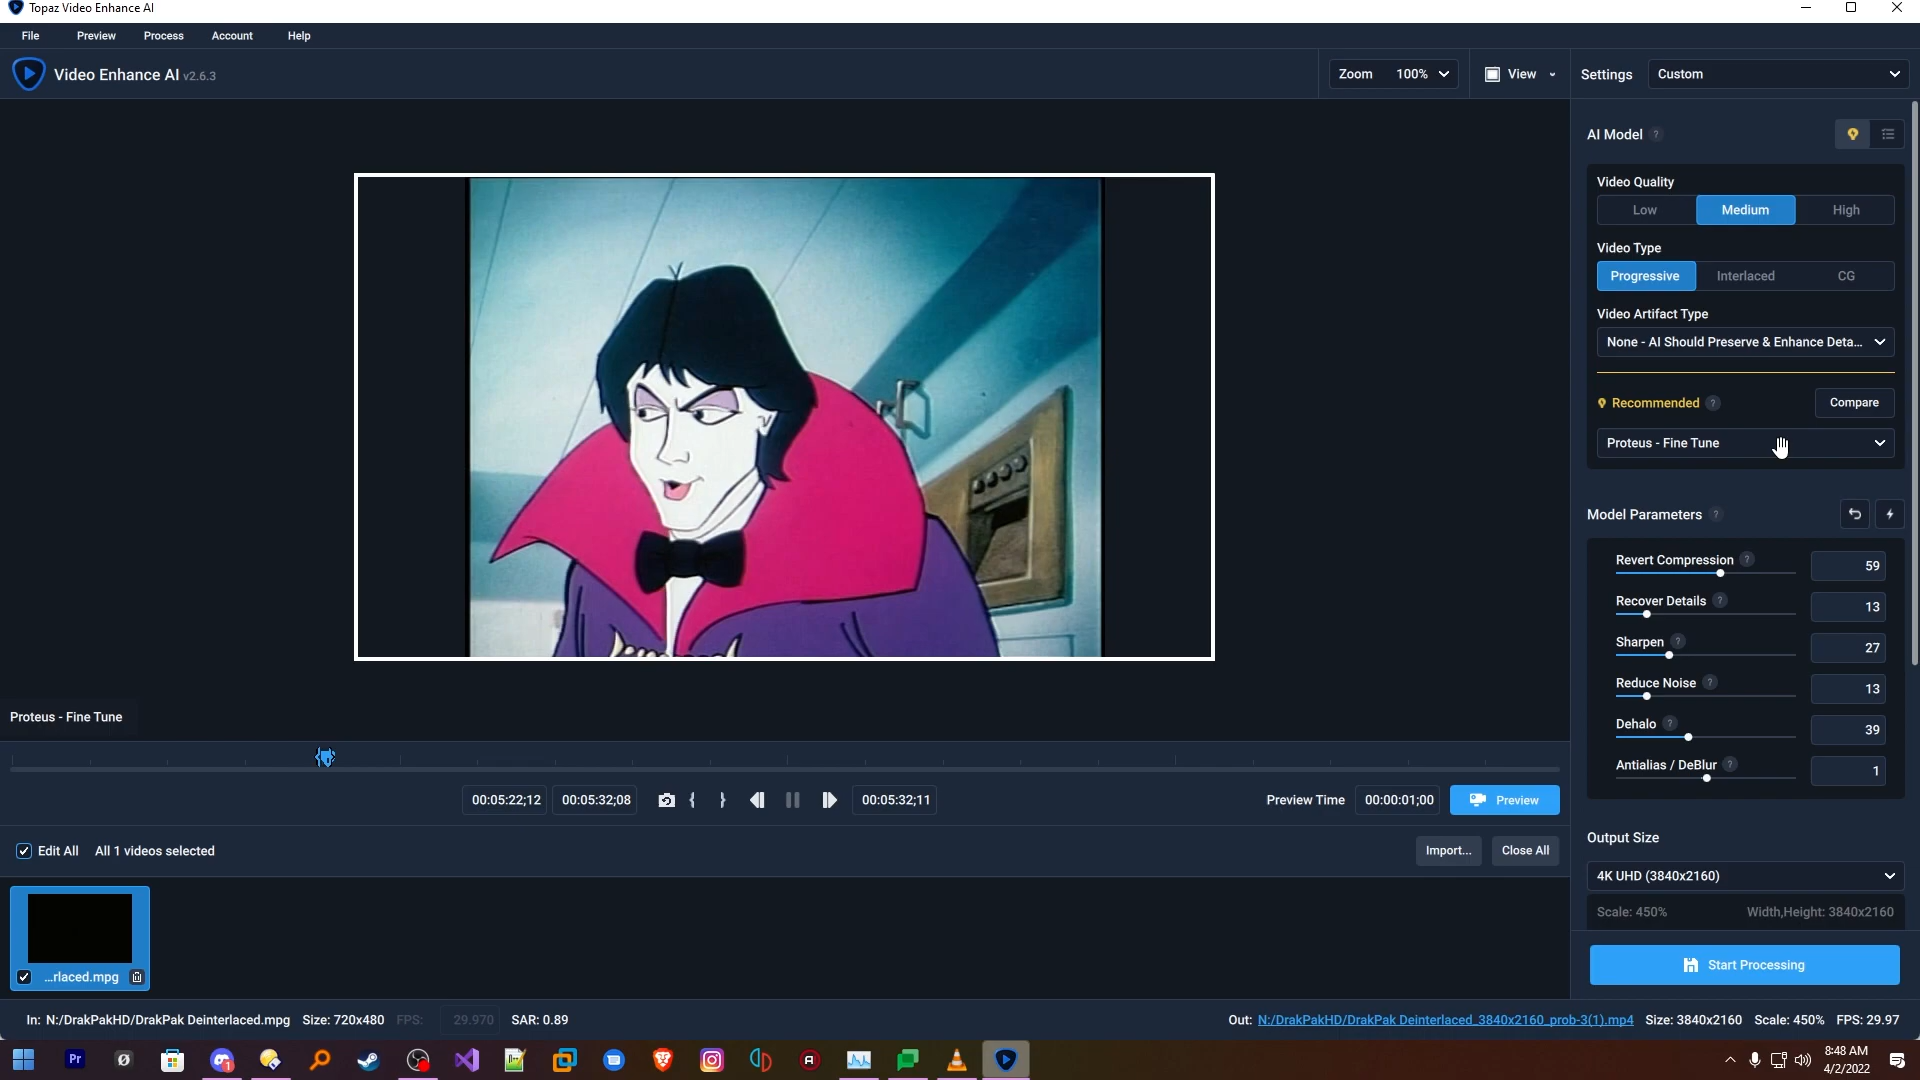 Topaz Video Enhance AI
File Preview Process Account Help
Video Enhance AI v2.6.3
Zoom 100% View Settings Custom
AI Model ?
Video Quality
Low Medium High
Video Type
Progressive Interlaced CG
Video Artifact Type
None - AI Should Preserve & Enhance Deta...
Recommended ? Compare
Proteus - Fine Tune
Model Parameters ?
Revert Compression ? 59
Recover Details ? 13
Sharpen ? 27
Reduce Noise ? 13
Dehalo ? 39
Antialias / DeBlur ? 1
Proteus - Fine Tune
00:05:22;12 00:05:32;08 00:05:32;11 Preview Time 00:00:01;00 Preview
Output Size
Edit All All 1 videos selected Import... Close All
4K UHD (3840x2160)
Scale: 450% Width,Height: 3840x2160
Start Processing
...rlaced.mpg
In: N:/DrakPakHD/DrakPak Deinterlaced.mpg Size: 720x480 FPS: 29.970 SAR: 0.89
Out: N:/DrakPakHD/DrakPak Deinterlaced_3840x2160_prob-3(1).mp4 Size: 3840x2160 Scale: 450% FPS: 29.97
Pr
1
A
8:48 AM
4/2/2022